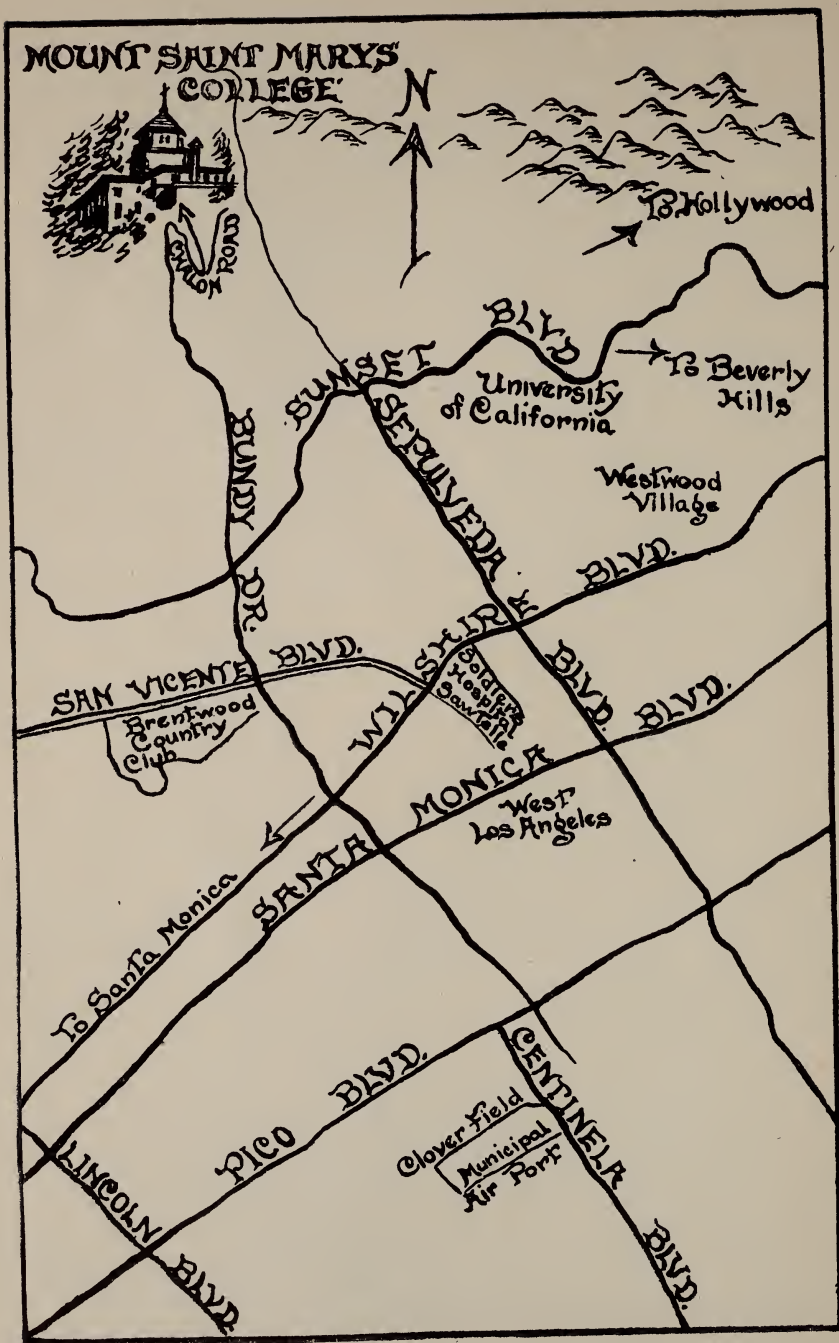 MOUNT SAINT MARYS
COLLEGE
N
To Hollywood
CHALON ROAD
SUNSET BLVD
To Beverly
Hills
University
of California
BUNDY DR.
SEPULVEDA BLVD.
Westwood
Village
WILSHIRE BLVD.
SAN VICENTE BLVD.
Soldiers
Hospital
Sawtelle
Brentwood
Country
Club
SANTA MONICA BLVD.
West
Los Angeles
To Santa Monica
PICO BLVD.
CENTINELA BLVD.
Clover Field
Municipal
Air Port
LINCOLN BLVD.